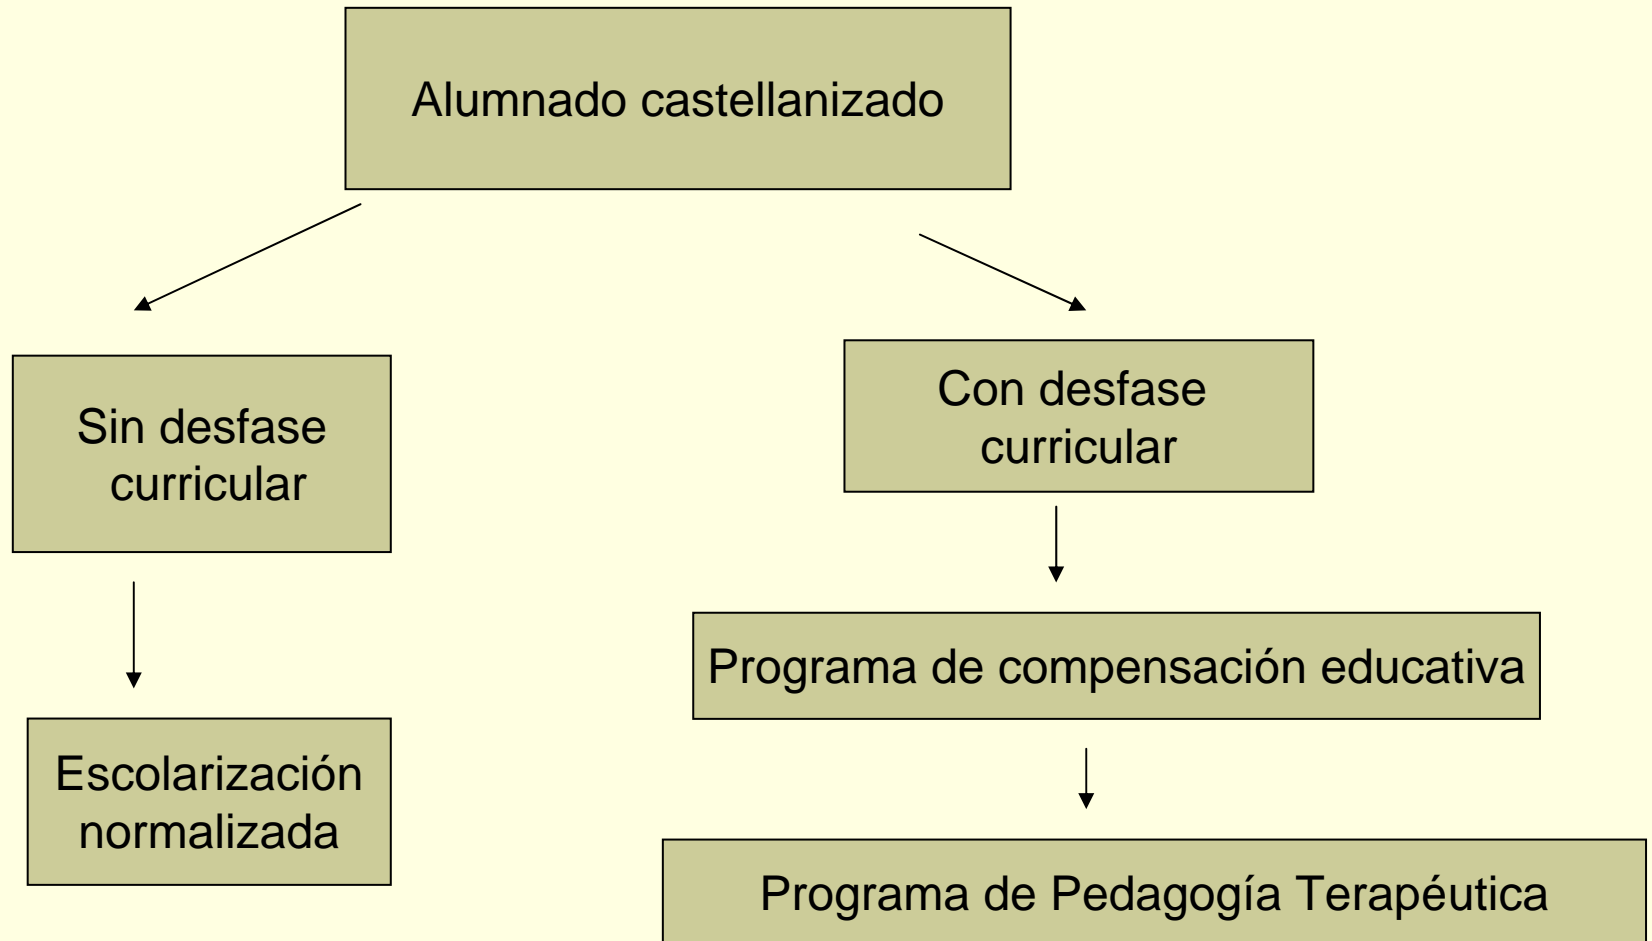 Alumnado castellanizado
Sin desfase
curricular
Con desfase
curricular
Programa de compensación educativa
Escolarización
normalizada
Programa de Pedagogía Terapéutica